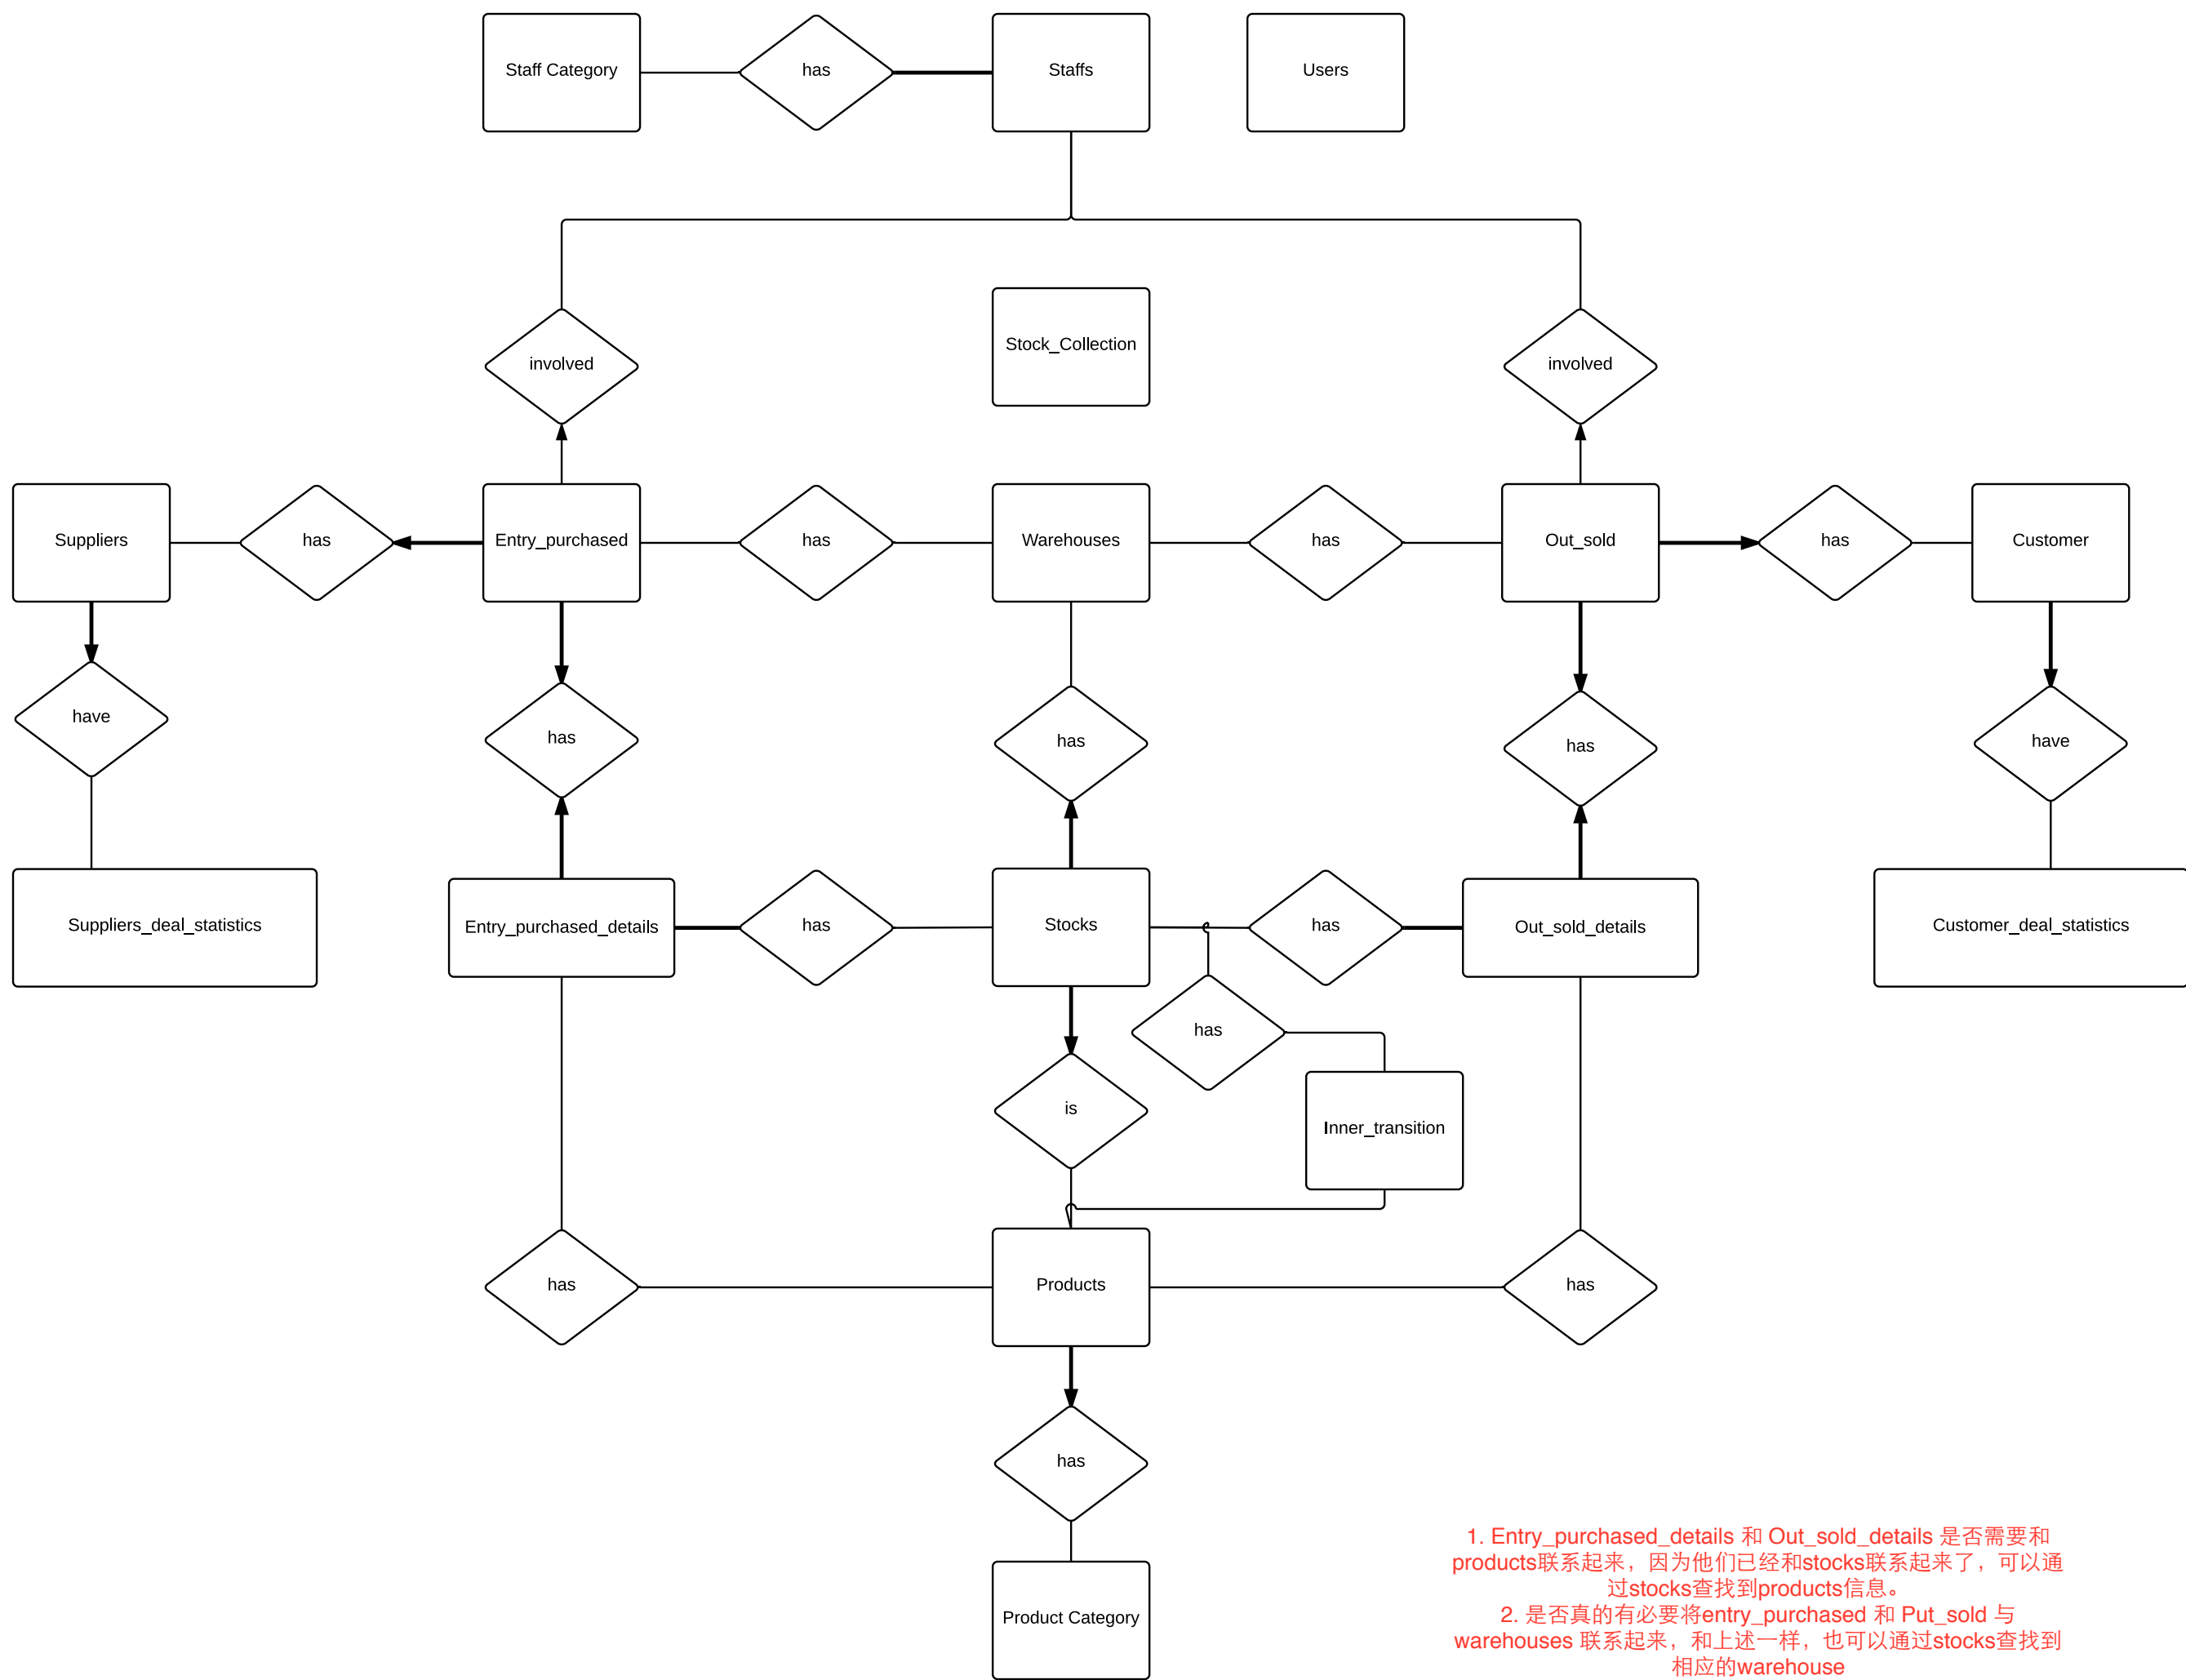 Staff Category
has
Staffs
Users
Stock_Collection
involved
involved
Suppliers
has
Entry_purchased
has
Warehouses
has
Out_sold
has
Customer
have
has
has
has
have
Suppliers_deal_statistics
Entry_purchased_details
has
Stocks
has
Out_sold_details
Customer_deal_statistics
has
is
Inner_transition
has
Products
has
has
Product Category
1. Entry_purchased_details 和 Out_sold_details 是否需要和
products联系起来，因为他们已经和stocks联系起来了，可以通
过stocks查找到products信息。
2. 是否真的有必要将entry_purchased 和 Put_sold 与
warehouses 联系起来，和上述一样，也可以通过stocks查找到
相应的warehouse